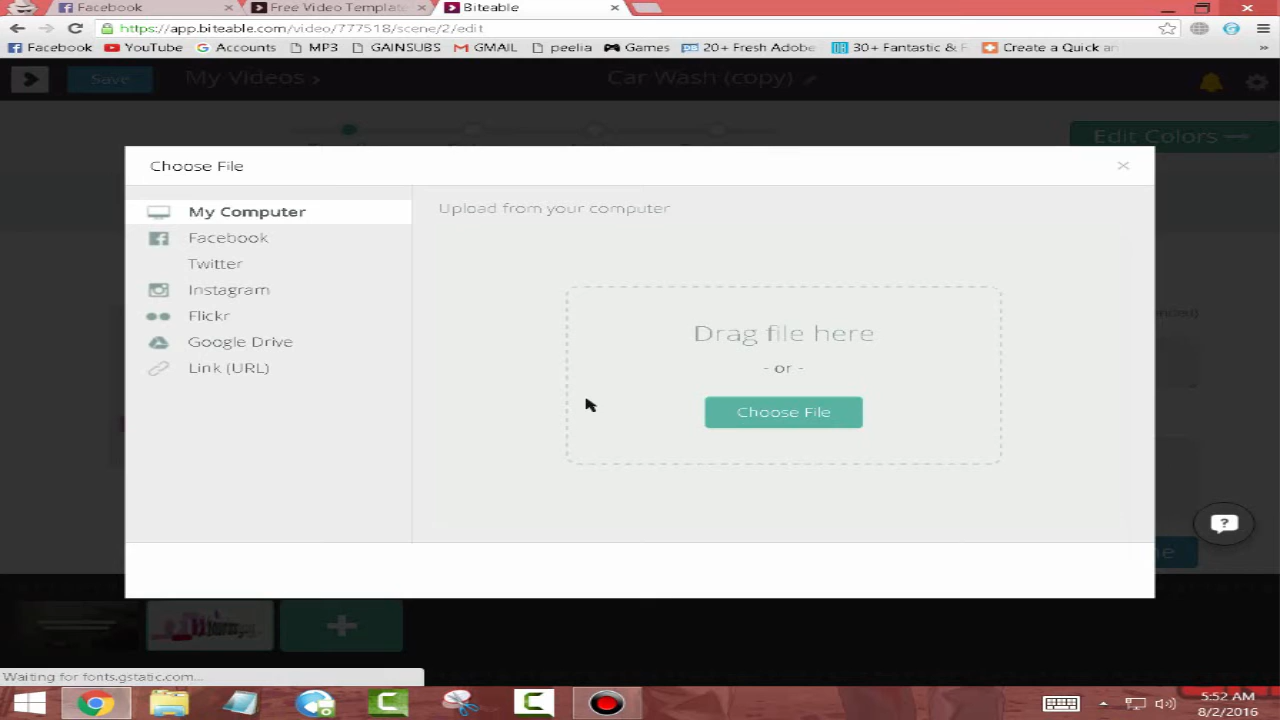 Facebook × Free Video Template × Biteable ×
https://app.biteable.com/video/777518/scene/2/edit
Facebook YouTube Accounts MP3 GAINSUBS GMAIL peelia Games 20+ Fresh Adobe 30+ Fantastic & F Create a Quick an »
Save My Videos > Car Wash (copy)
Edit Colors
Choose File ×
My Computer
Upload from your computer
Facebook
Twitter
Instagram
Flickr
Google Drive
Link (URL)
Drag file here
- or -
Choose File
Waiting for fonts.gstatic.com...
5:52 AM
8/2/2016